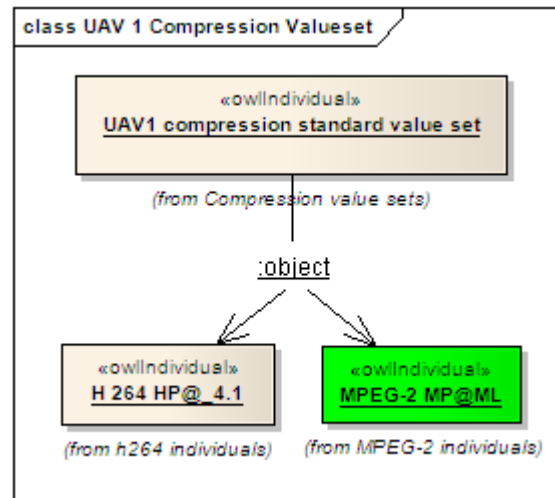 class UAV 1 Compression Valueset
«owlIndividual»
UAV1 compression standard value set
(from Compression value sets)
:object
«owlIndividual»
H 264 HP@_4.1
(from h264 individuals)
«owlIndividual»
MPEG-2 MP@ML
(from MPEG-2 individuals)